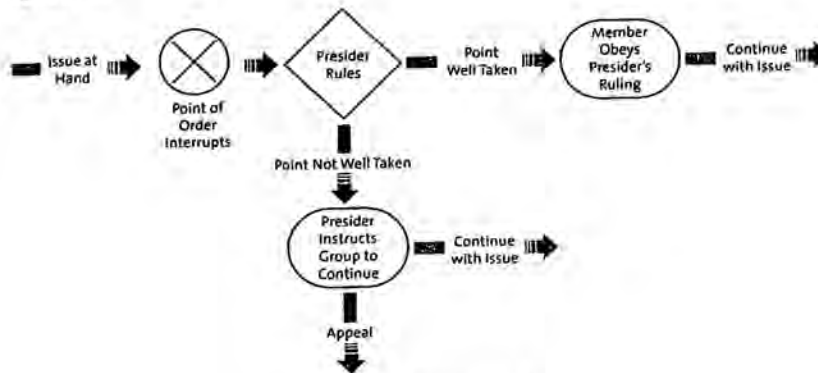 Issue at
Hand
Point of
Order
Interrupts
Presider
Rules
Point
Well Taken
Member
Obeys
Presider's
Ruling
Continue
with Issue
Point Not Well Taken
Presider
Instructs
Group to
Continue
Continue
with Issue
Appeal